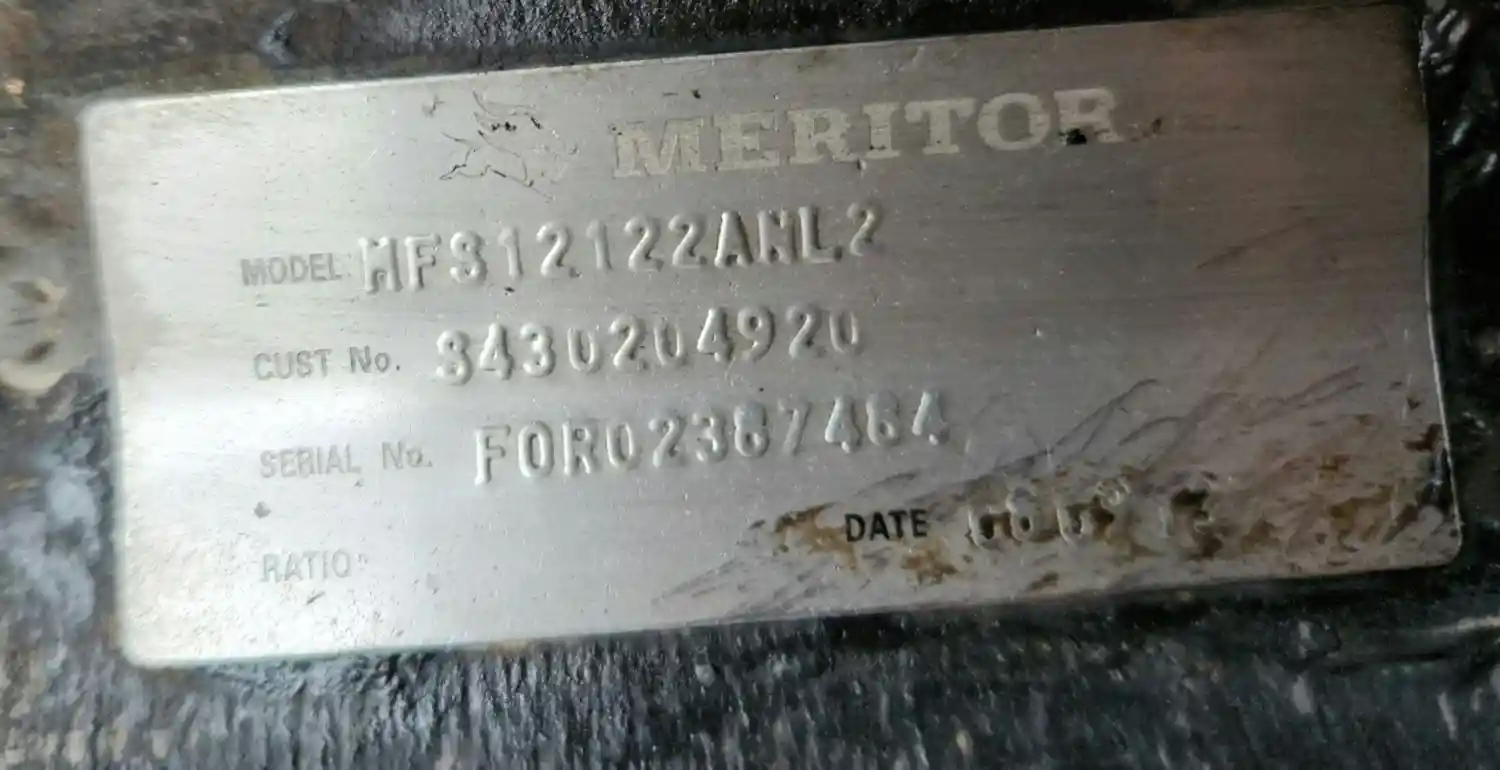 MERITOR
MODEL: MFS12122ANL2
CUST No. S430204920
SERIAL No. FOR02387464
RATIO
DATE